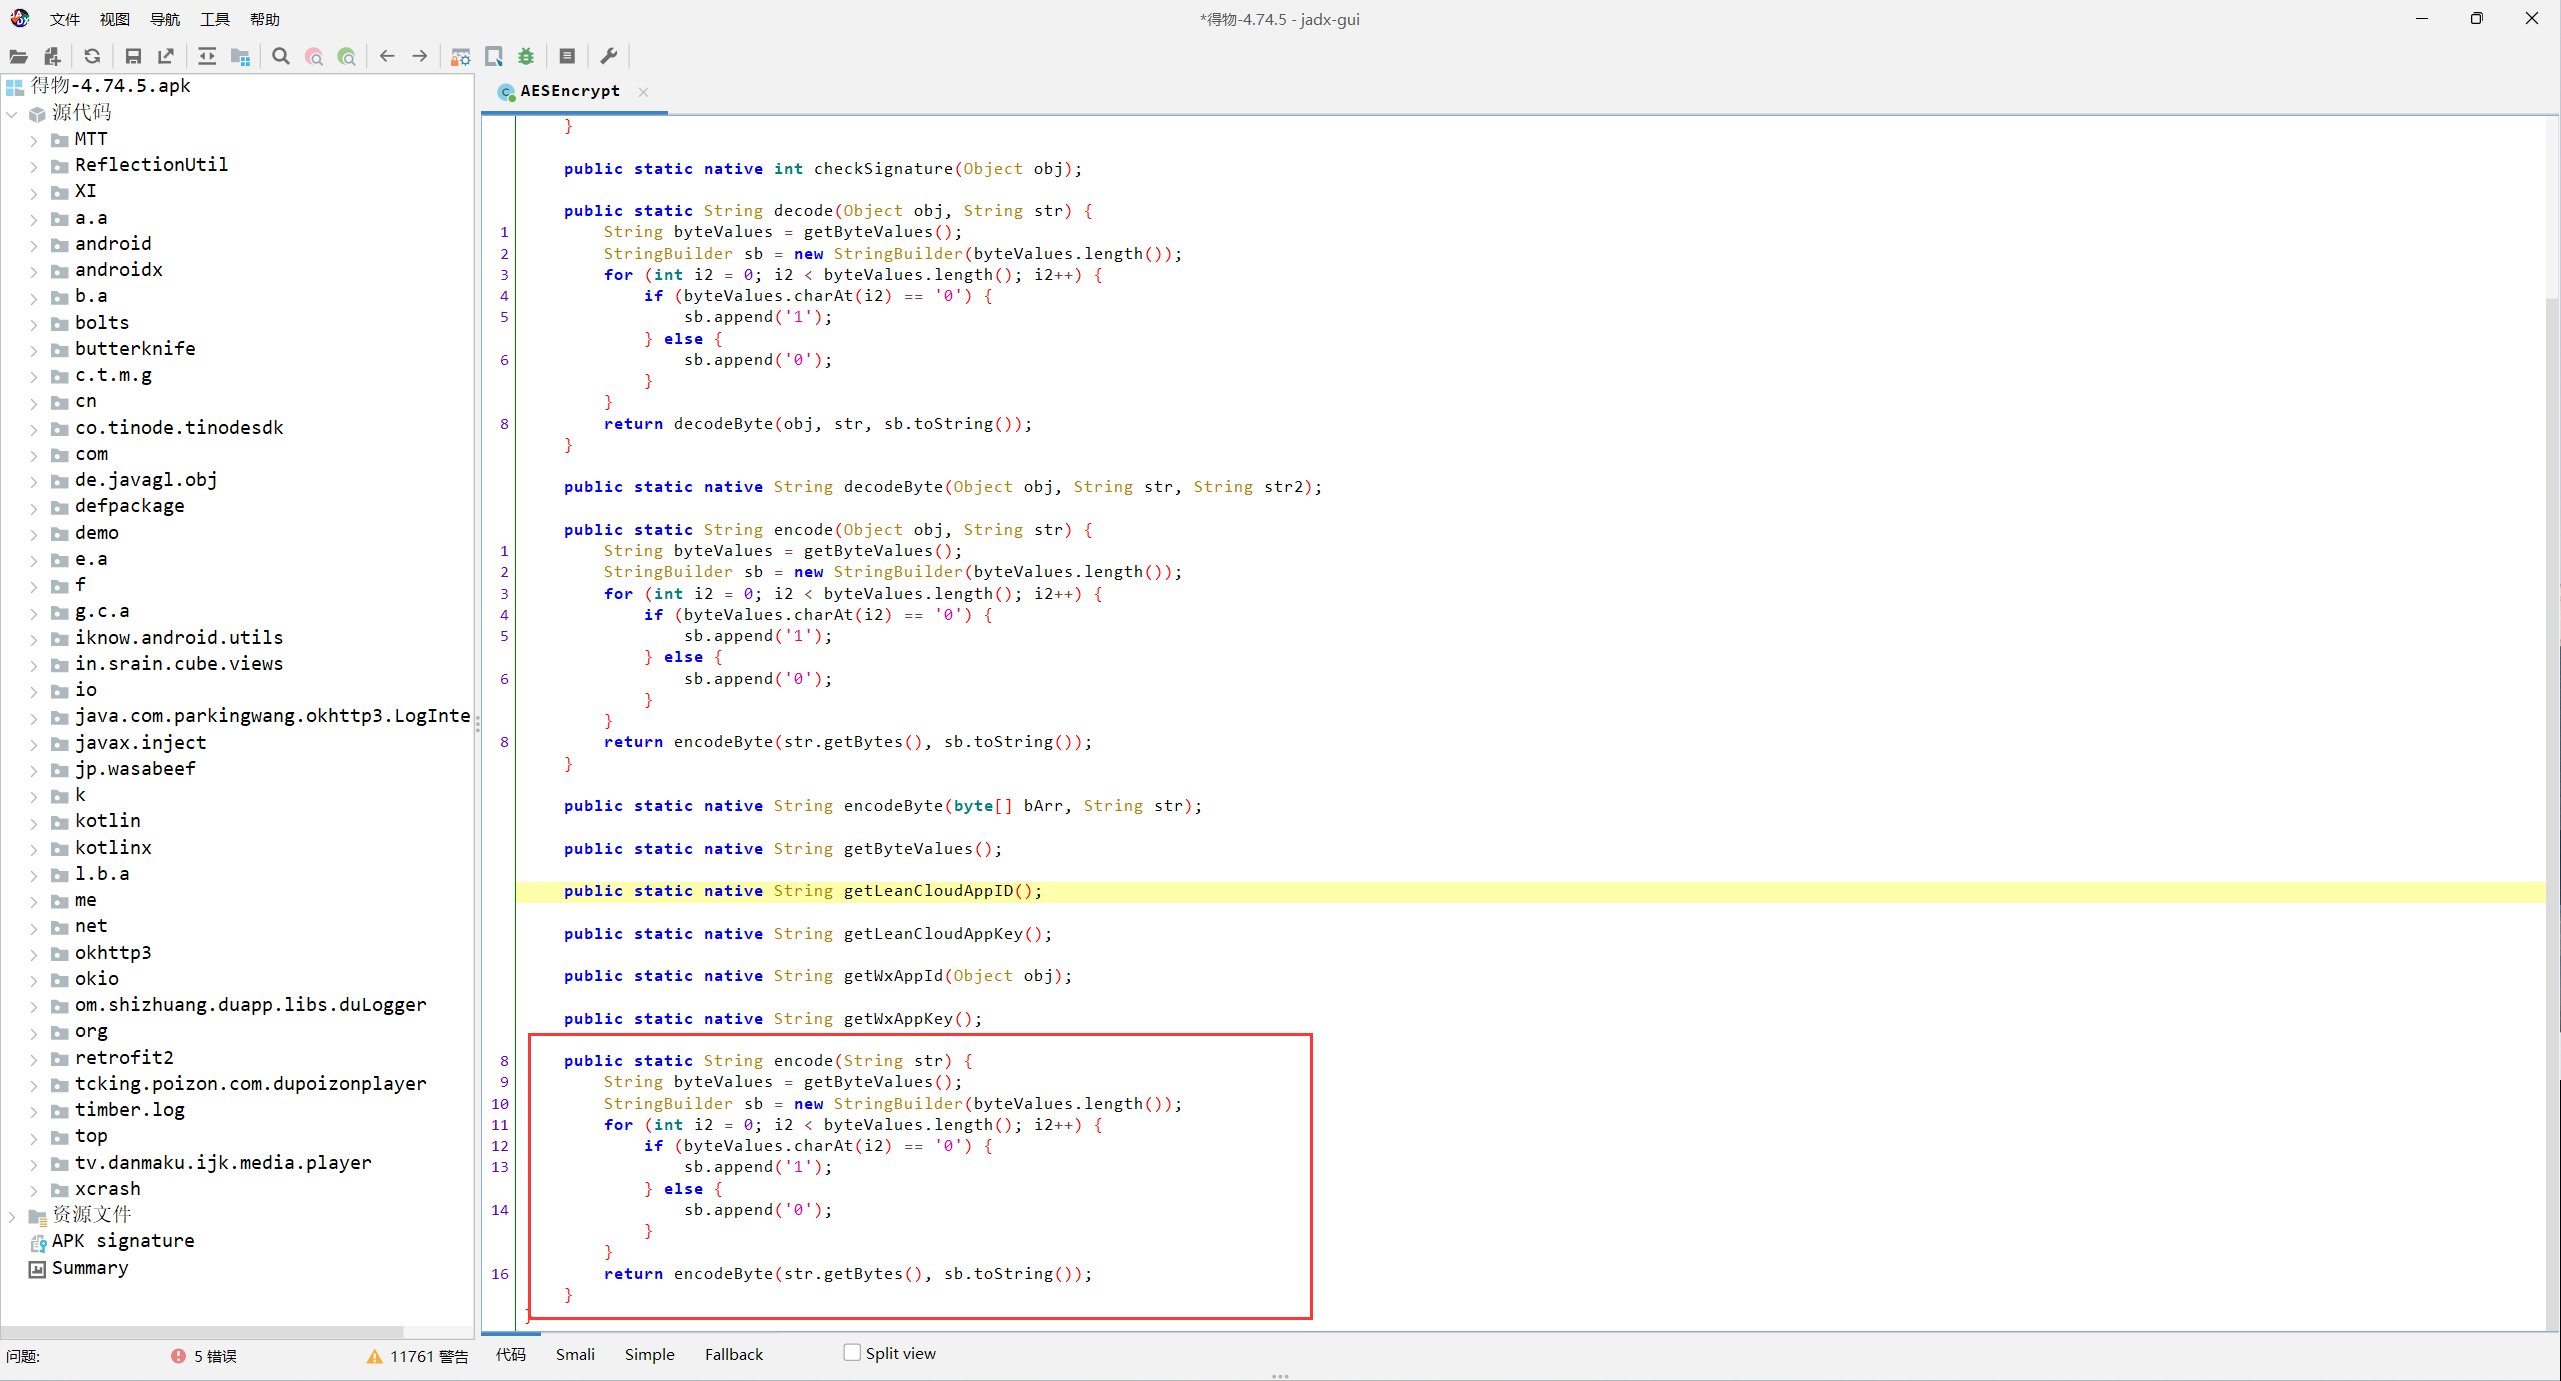 文件 视图 导航 工具 帮助
*得物-4.74.5 - jadx-gui
得物-4.74.5.apk
源代码
MTT
ReflectionUtil
XI
a.a
android
androidx
b.a
bolts
butterknife
c.t.m.g
cn
co.tinode.tinodesdk
com
de.javagl.obj
defpackage
demo
e.a
f
g.c.a
iknow.android.utils
in.srain.cube.views
io
java.com.parkingwang.okhttp3.LogInte
javax.inject
jp.wasabeef
k
kotlin
kotlinx
l.b.a
me
net
okhttp3
okio
om.shizhuang.duapp.libs.duLogger
org
retrofit2
tcking.poizon.com.dupoizonplayer
timber.log
top
tv.danmaku.ijk.media.player
xcrash
资源文件
APK signature
Summary
问题: 5 错误 11761 警告
AESEncrypt
}
public static native int checkSignature(Object obj);
public static String decode(Object obj, String str) {
1 String byteValues = getByteValues();
2 StringBuilder sb = new StringBuilder(byteValues.length());
3 for (int i2 = 0; i2 < byteValues.length(); i2++) {
4 if (byteValues.charAt(i2) == '0') {
5 sb.append('1');
} else {
6 sb.append('0');
}
}
8 return decodeByte(obj, str, sb.toString());
}
public static native String decodeByte(Object obj, String str, String str2);
public static String encode(Object obj, String str) {
1 String byteValues = getByteValues();
2 StringBuilder sb = new StringBuilder(byteValues.length());
3 for (int i2 = 0; i2 < byteValues.length(); i2++) {
4 if (byteValues.charAt(i2) == '0') {
5 sb.append('1');
} else {
6 sb.append('0');
}
}
8 return encodeByte(str.getBytes(), sb.toString());
}
public static native String encodeByte(byte[] bArr, String str);
public static native String getByteValues();
public static native String getLeanCloudAppID();
public static native String getLeanCloudAppKey();
public static native String getWxAppId(Object obj);
public static native String getWxAppKey();
8 public static String encode(String str) {
9 String byteValues = getByteValues();
10 StringBuilder sb = new StringBuilder(byteValues.length());
11 for (int i2 = 0; i2 < byteValues.length(); i2++) {
12 if (byteValues.charAt(i2) == '0') {
13 sb.append('1');
} else {
14 sb.append('0');
}
}
16 return encodeByte(str.getBytes(), sb.toString());
}
}
代码 Smali Simple Fallback Split view